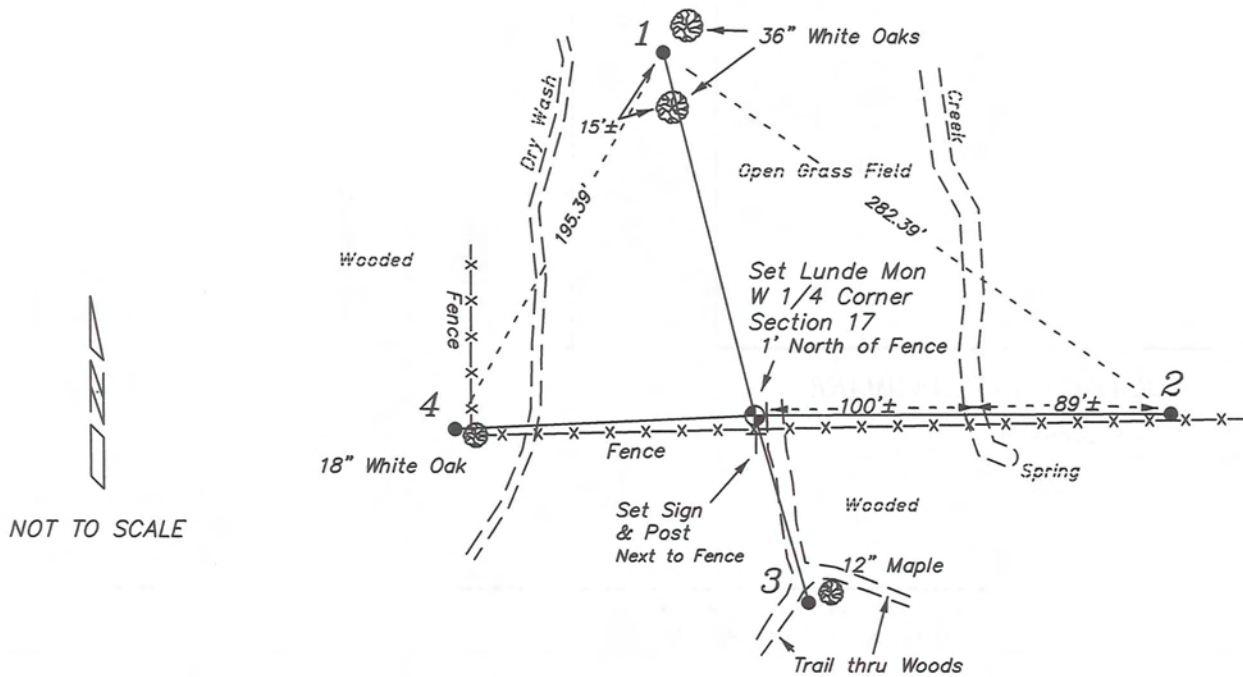 1
36" White Oaks
15'±
Dry Wash
195.39'
Open Grass Field
Creek
282.39'
Wooded
Fence
Set Lunde Mon
W 1/4 Corner
Section 17
1' North of Fence
4
2
100'±
89'±
18" White Oak
Fence
Spring
N
NOT TO SCALE
Set Sign
& Post
Next to Fence
Wooded
12" Maple
3
Trail thru Woods